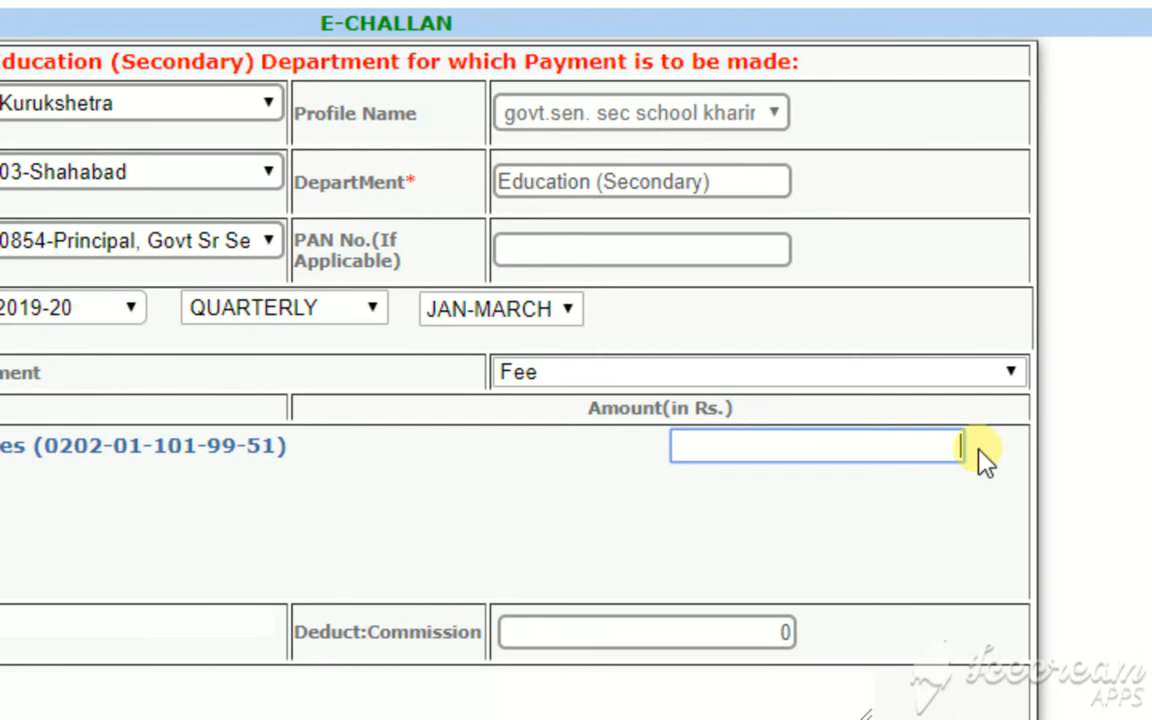 E-CHALLAN
ducation (Secondary) Department for which Payment is to be made:
Kurukshetra
Profile Name
govt.sen. sec school kharir
03-Shahabad
DepartMent*
Education (Secondary)
0854-Principal, Govt Sr Se
PAN No.(If
Applicable)
2019-20
QUARTERLY
JAN-MARCH
ment
Fee
Amount(in Rs.)
es (0202-01-101-99-51)
Deduct:Commission
0
Icecream
APPS